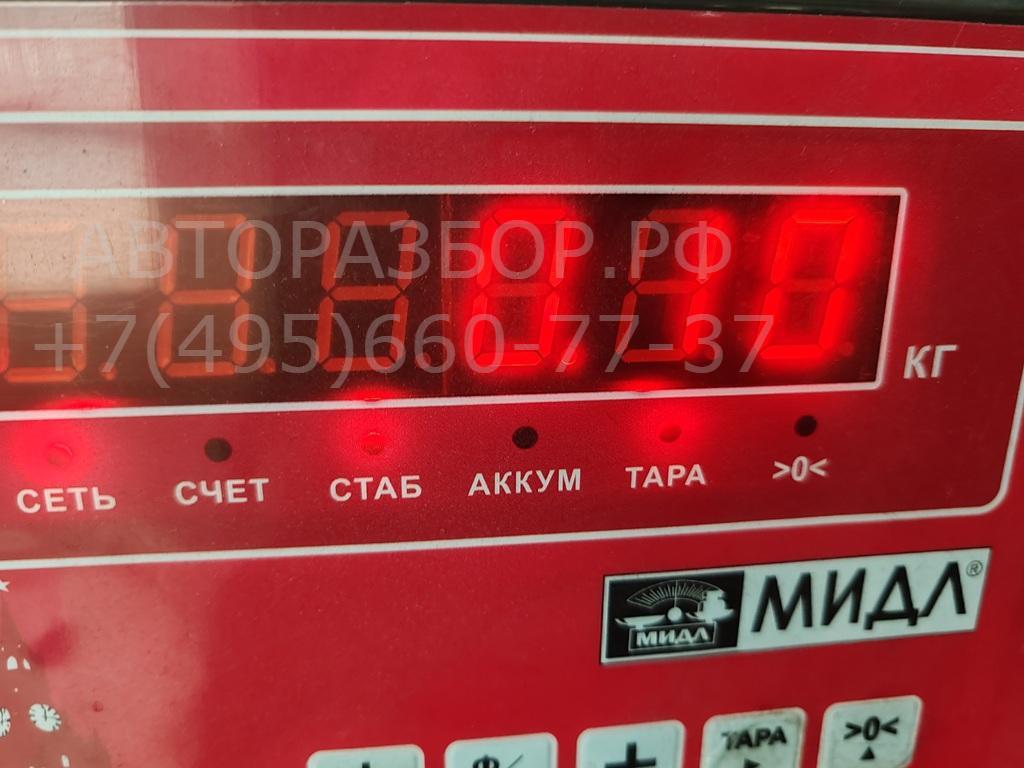 АВТОРАЗБОР.РФ
+7(495)660-77-37
КГ
СЕТЬ СЧЕТ СТАБ АККУМ ТАРА >0<
МИДЛ МИДЛ®
ТАРА >0<